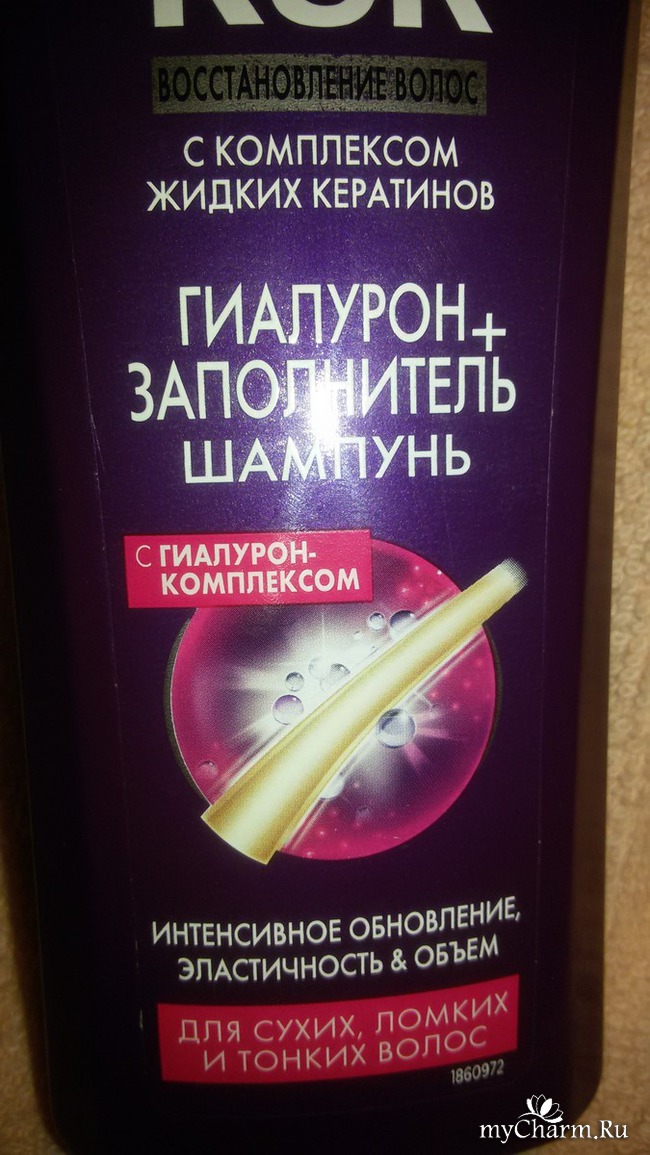 ВОССТАНОВЛЕНИЕ ВОЛОС
С КОМПЛЕКСОМ
ЖИДКИХ КЕРАТИНОВ
ГИАЛУРОН+
ЗАПОЛНИТЕЛЬ
ШАМПУНЬ
С ГИАЛУРОН-
КОМПЛЕКСОМ
ИНТЕНСИВНОЕ ОБНОВЛЕНИЕ,
ЭЛАСТИЧНОСТЬ & ОБЪЕМ
ДЛЯ СУХИХ, ЛОМКИХ
И ТОНКИХ ВОЛОС
1860972
myCharm.Ru